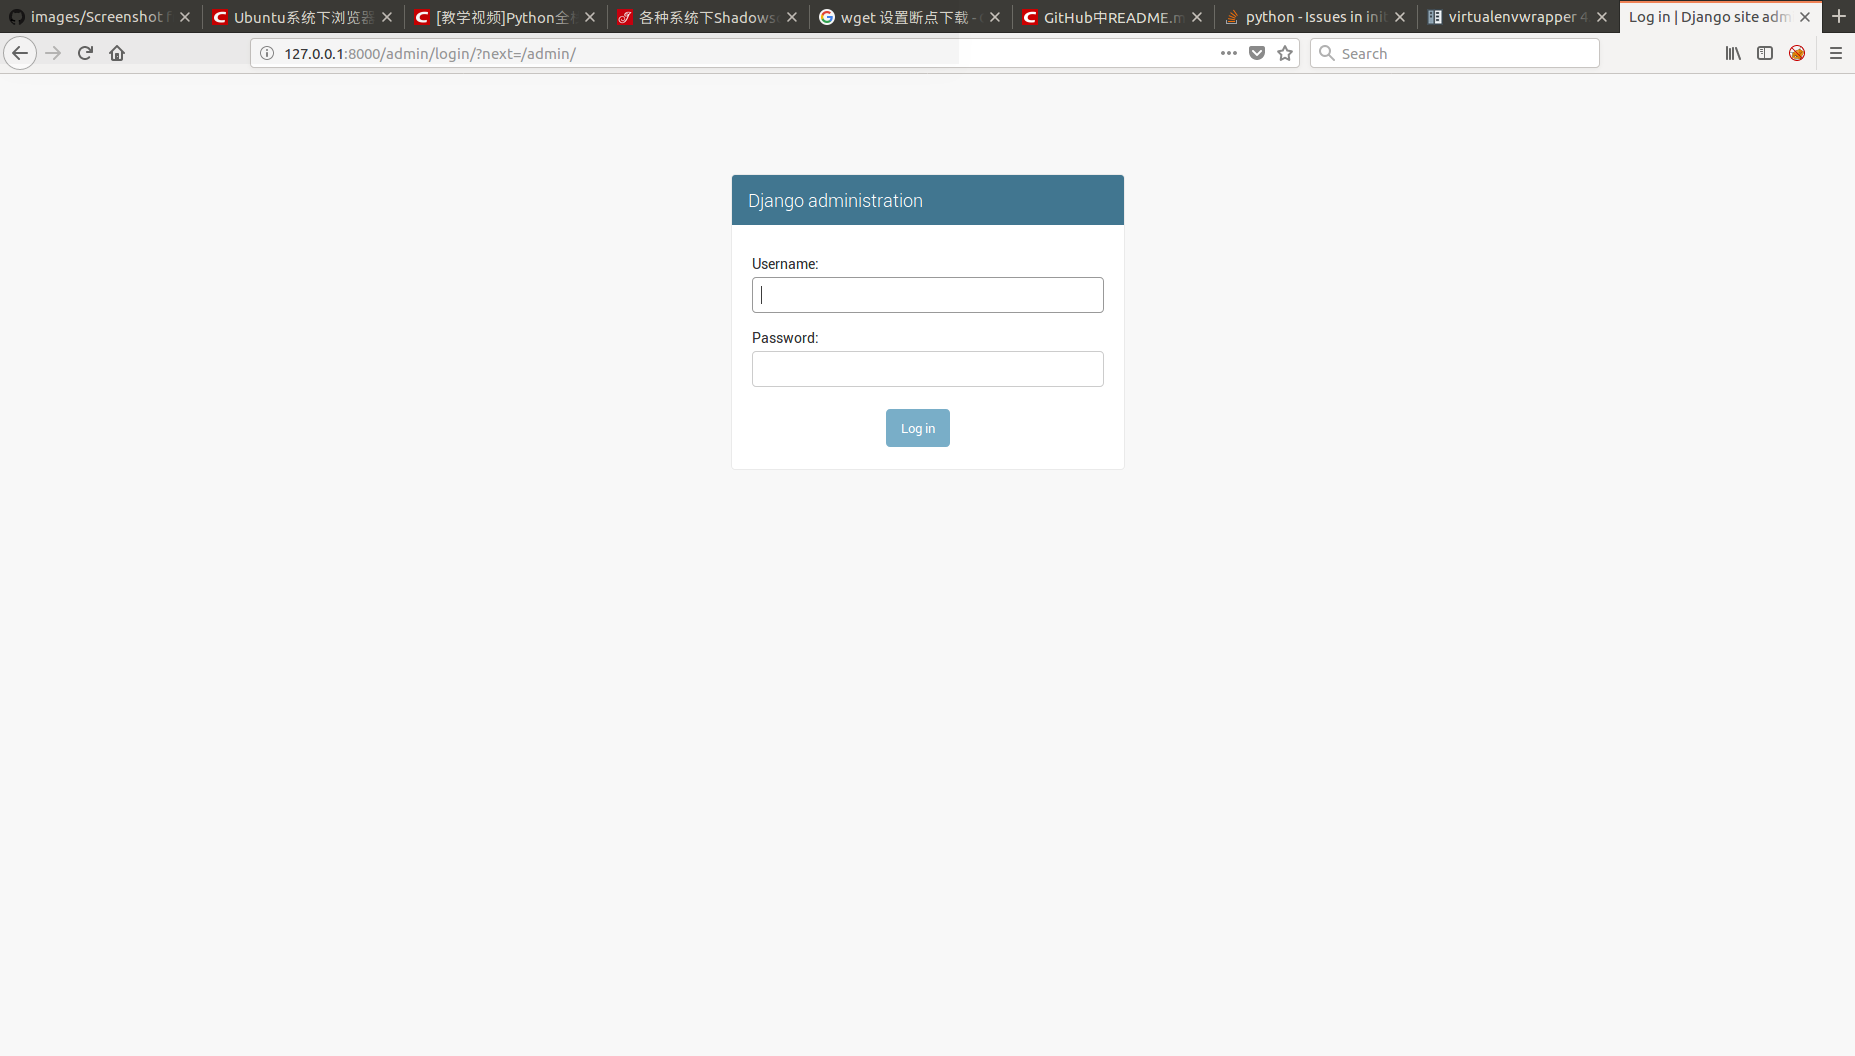 images/Screenshot f
Ubuntu系统下浏览器
[教学视频]Python全
各种系统下Shadows
wget 设置断点下载 -
GitHub中README.m
python - Issues in init
virtualenvwrapper 4
Log in | Django site adm
127.0.0.1:8000/admin/login/?next=/admin/
Search
Django administration
Username:
Password:
Log in